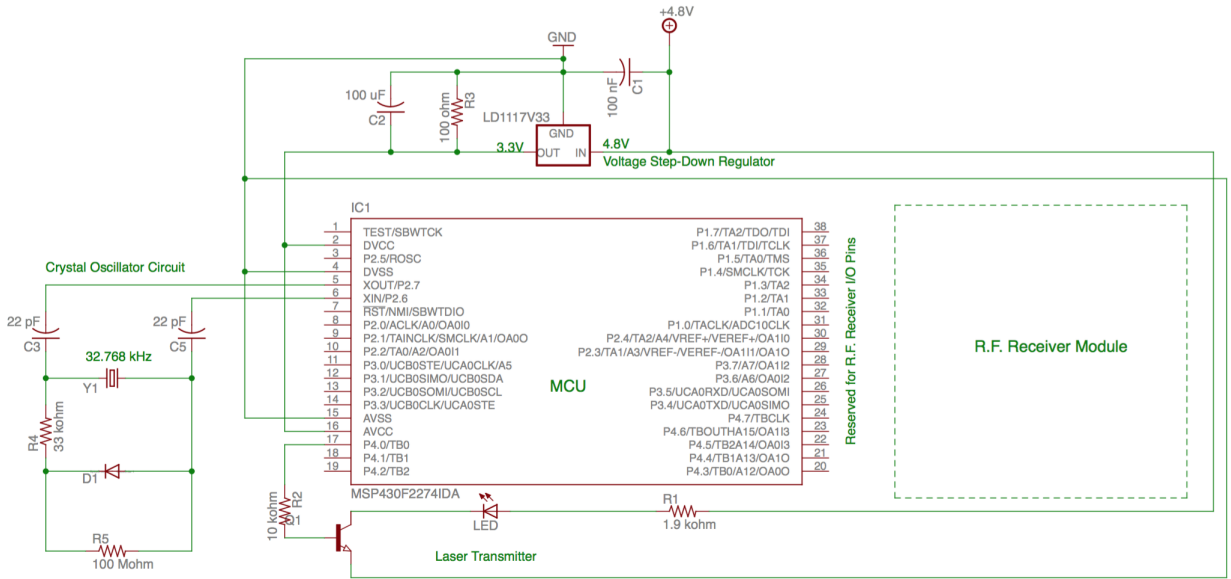 +4.8V
GND
100 uF
C2
100 ohm
R3
100 nF
C1
LD1117V33
GND
3.3V
OUT
IN
4.8V
Voltage Step-Down Regulator
IC1
1 TEST/SBWTCK
2 DVCC
3 P2.5/ROSC
4 DVSS
5 XOUT/P2.7
6 XIN/P2.6
7 RST/NMI/SBWTDIO
8 P2.0/ACLK/A0/OA0I0
9 P2.1/TAINCLK/SMCLK/A1/OA0O
10 P2.2/TA0/A2/OA0I1
11 P3.0/UCB0STE/UCA0CLK/A5
12 P3.1/UCB0SIMO/UCB0SDA
13 P3.2/UCB0SOMI/UCB0SCL
14 P3.3/UCB0CLK/UCA0STE
15 AVSS
16 AVCC
17 P4.0/TB0
18 P4.1/TB1
19 P4.2/TB2
P1.7/TA2/TDO/TDI 38
P1.6/TA1/TDI/TCLK 37
P1.5/TA0/TMS 36
P1.4/SMCLK/TCK 35
P1.3/TA2 34
P1.2/TA1 33
P1.1/TA0 32
P1.0/TACLK/ADC10CLK 31
P2.4/TA2/A4/VREF+/VEREF+/OA1I0 30
P2.3/TA1/A3/VREF-/VEREF-/OA1I1/OA1O 29
P3.7/A7/OA1I2 28
P3.6/A6/OA0I2 27
P3.5/UCA0RXD/UCA0SOMI 26
P3.4/UCA0TXD/UCA0SIMO 25
P4.7/TBCLK 24
P4.6/TBOUTHA15/OA1I3 23
P4.5/TB2A14/OA0I3 22
P4.4/TB1A13/OA1O 21
P4.3/TB0/A12/OA0O 20
MCU
MSP430F2274IDA
Reserved for R.F. Receiver I/O Pins
R.F. Receiver Module
Crystal Oscillator Circuit
22 pF
C3
22 pF
C5
32.768 kHz
Y1
R4
33 kohm
D1
R5
100 Mohm
10 kohm
R2
Q1
LED
R1
1.9 kohm
Laser Transmitter